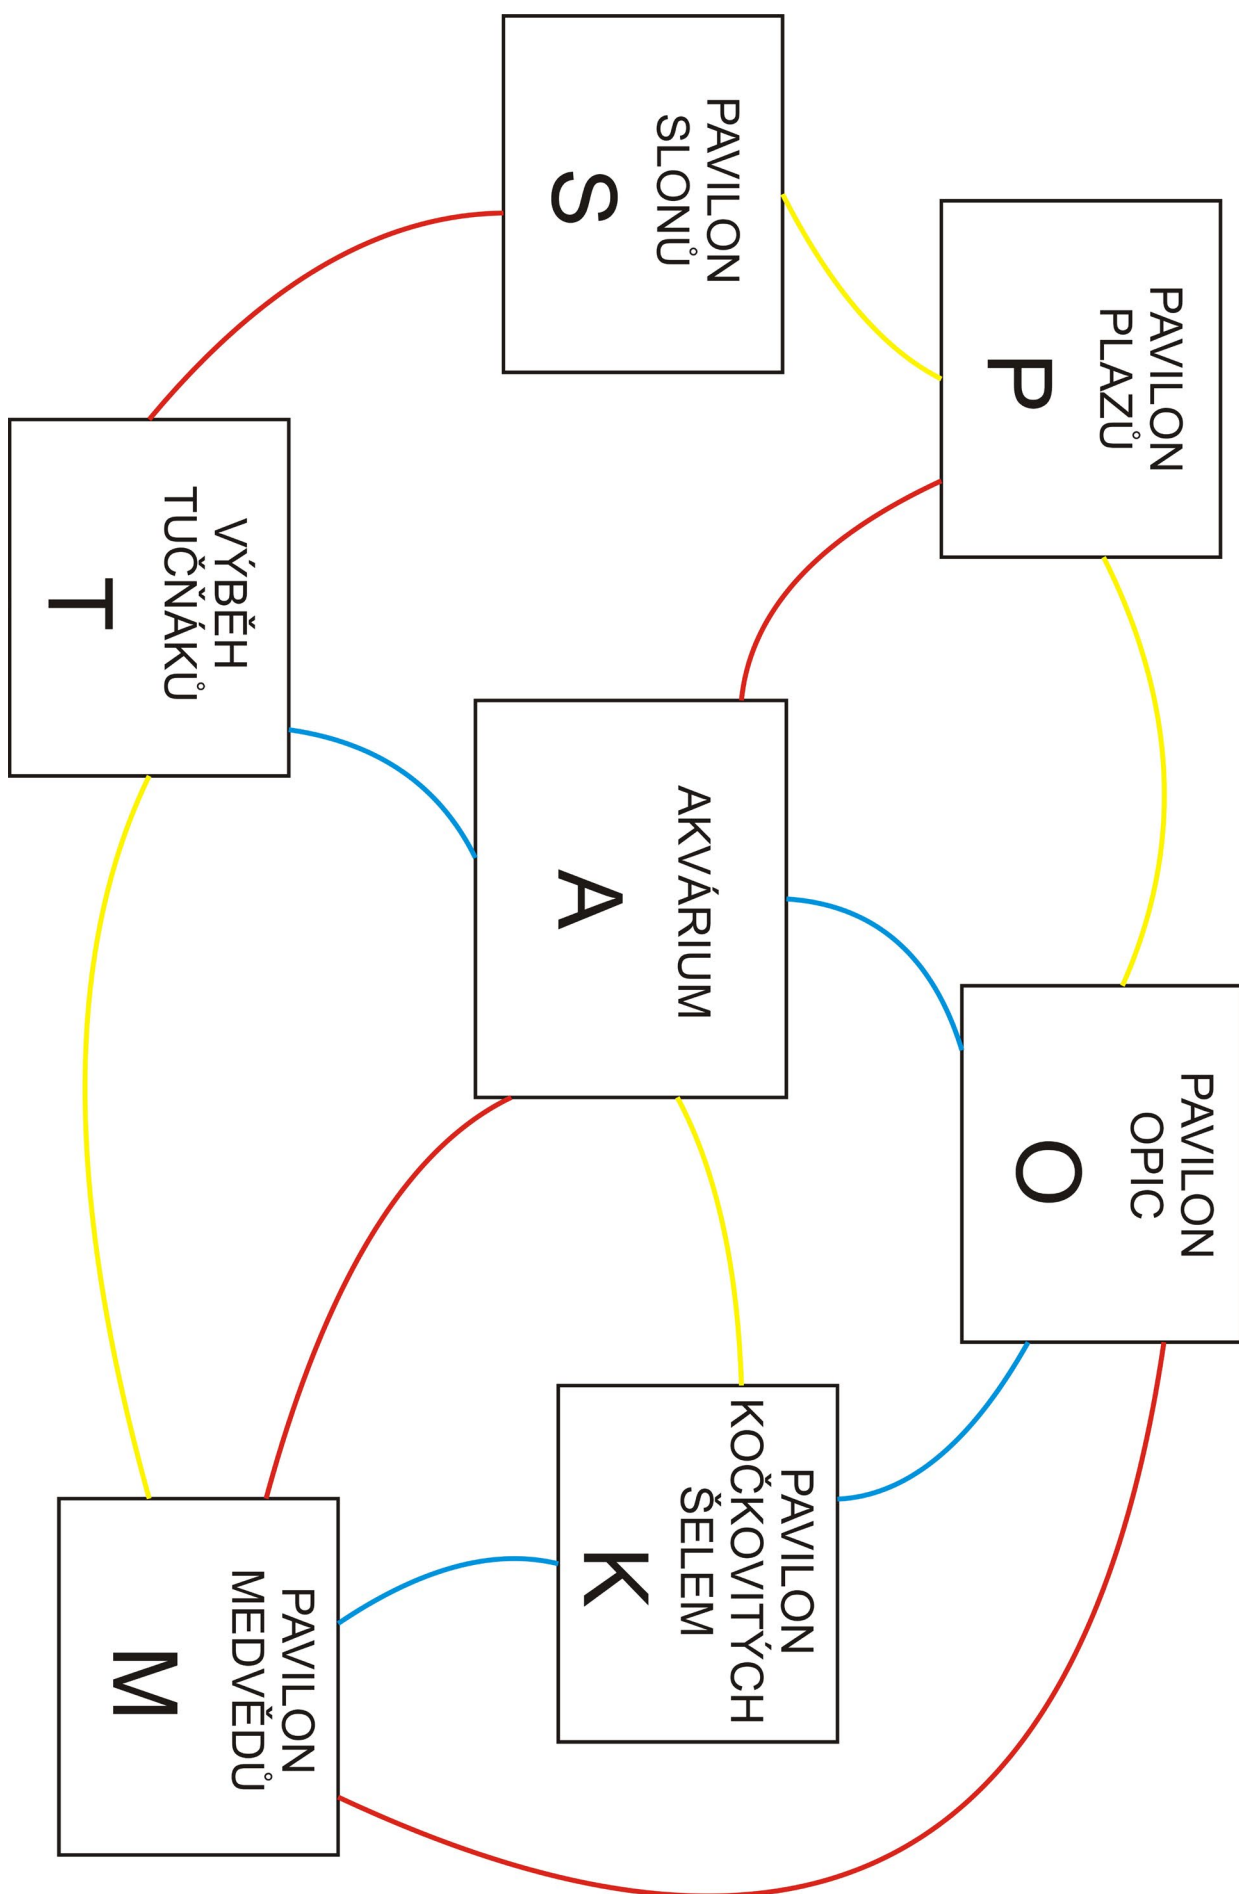 PAVILON
PLAZŮ
P
PAVILON
OPIC
O
PAVILON
SLONŮ
S
AKVÁRIUM
A
PAVILON
KOČKOVITÝCH
ŠELEM
K
VÝBĚH
TUČŇÁKŮ
T
PAVILON
MEDVĚDŮ
M